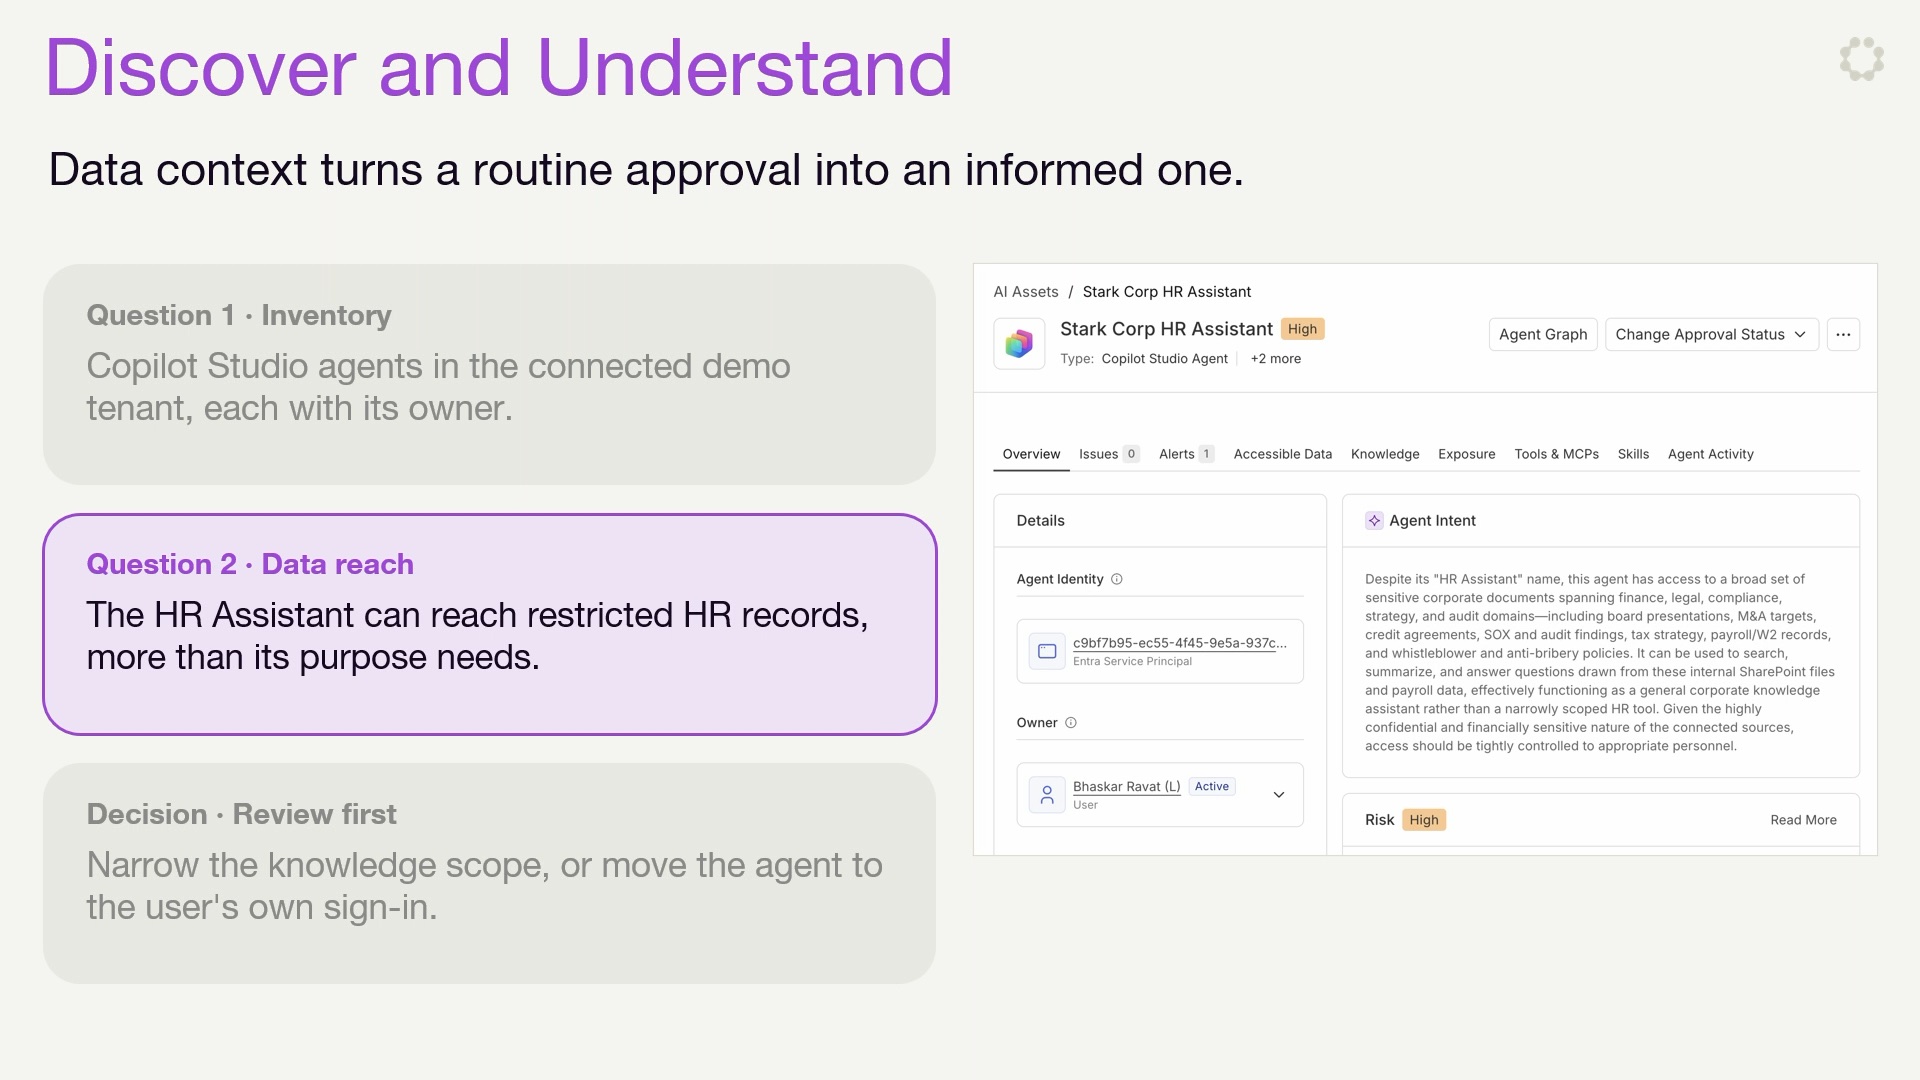 Discover and Understand
Data context turns a routine approval into an informed one.
Question 1 · Inventory
Copilot Studio agents in the connected demo
tenant, each with its owner.
Question 2 · Data reach
The HR Assistant can reach restricted HR records,
more than its purpose needs.
Decision · Review first
Narrow the knowledge scope, or move the agent to
the user's own sign-in.
AI Assets / Stark Corp HR Assistant
Stark Corp HR Assistant High
Type: Copilot Studio Agent +2 more
Agent Graph Change Approval Status ...
Overview Issues 0 Alerts 1 Accessible Data Knowledge Exposure Tools & MCPs Skills Agent Activity
Details
Agent Identity
c9bf7b95-ec55-4f45-9e5a-937c...
Entra Service Principal
Owner
Bhaskar Ravat (L) Active
User
Agent Intent
Despite its "HR Assistant" name, this agent has access to a broad set of
sensitive corporate documents spanning finance, legal, compliance,
strategy, and audit domains—including board presentations, M&A targets,
credit agreements, SOX and audit findings, tax strategy, payroll/W2 records,
and whistleblower and anti-bribery policies. It can be used to search,
summarize, and answer questions drawn from these internal SharePoint files
and payroll data, effectively functioning as a general corporate knowledge
assistant rather than a narrowly scoped HR tool. Given the highly
confidential and financially sensitive nature of the connected sources,
access should be tightly controlled to appropriate personnel.
Risk High Read More